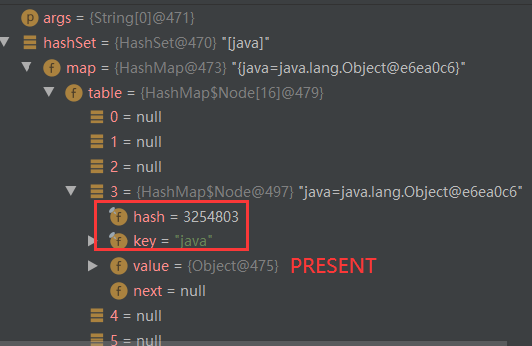 p args = {String[0]@471}
hashSet = {HashSet@470} "[java]"
f map = {HashMap@473} "{java=java.lang.Object@e6ea0c6}"
f table = {HashMap$Node[16]@479}
0 = null
1 = null
2 = null
3 = {HashMap$Node@497} "java=java.lang.Object@e6ea0c6"
f hash = 3254803
f key = "java"
f value = {Object@475} PRESENT
f next = null
4 = null
5 = null